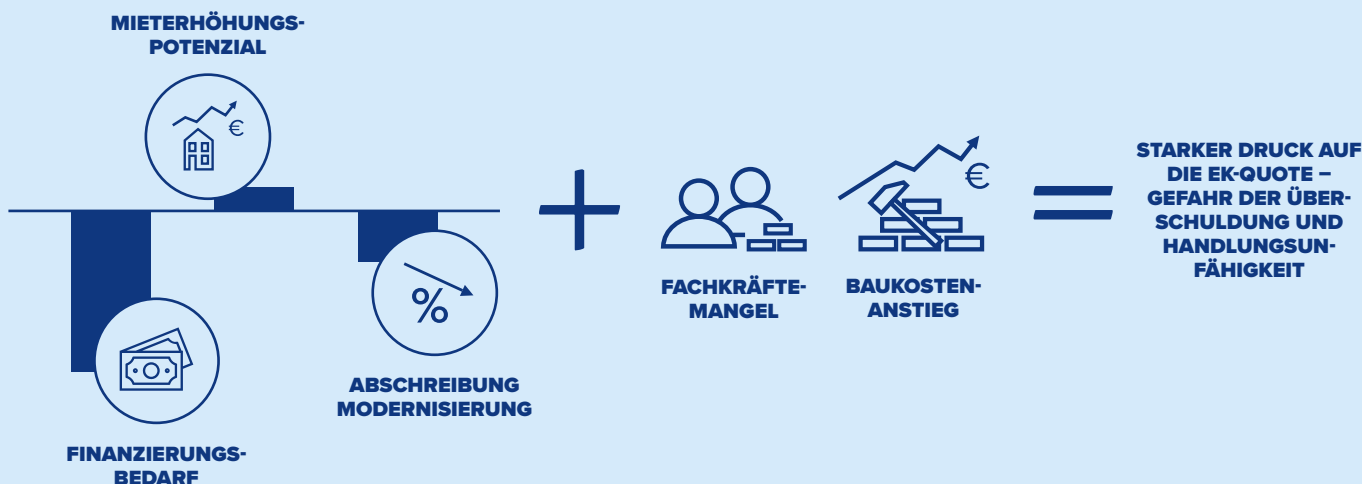 MIETERHÖHUNGS-
POTENZIAL
€
FINANZIERUNGS-
BEDARF
%
ABSCHREIBUNG
MODERNISIERUNG
+
FACHKRÄFTE-
MANGEL
€
BAUKOSTEN-
ANSTIEG
=
STARKER DRUCK AUF
DIE EK-QUOTE –
GEFAHR DER ÜBER-
SCHULDUNG UND
HANDLUNGSUN-
FÄHIGKEIT